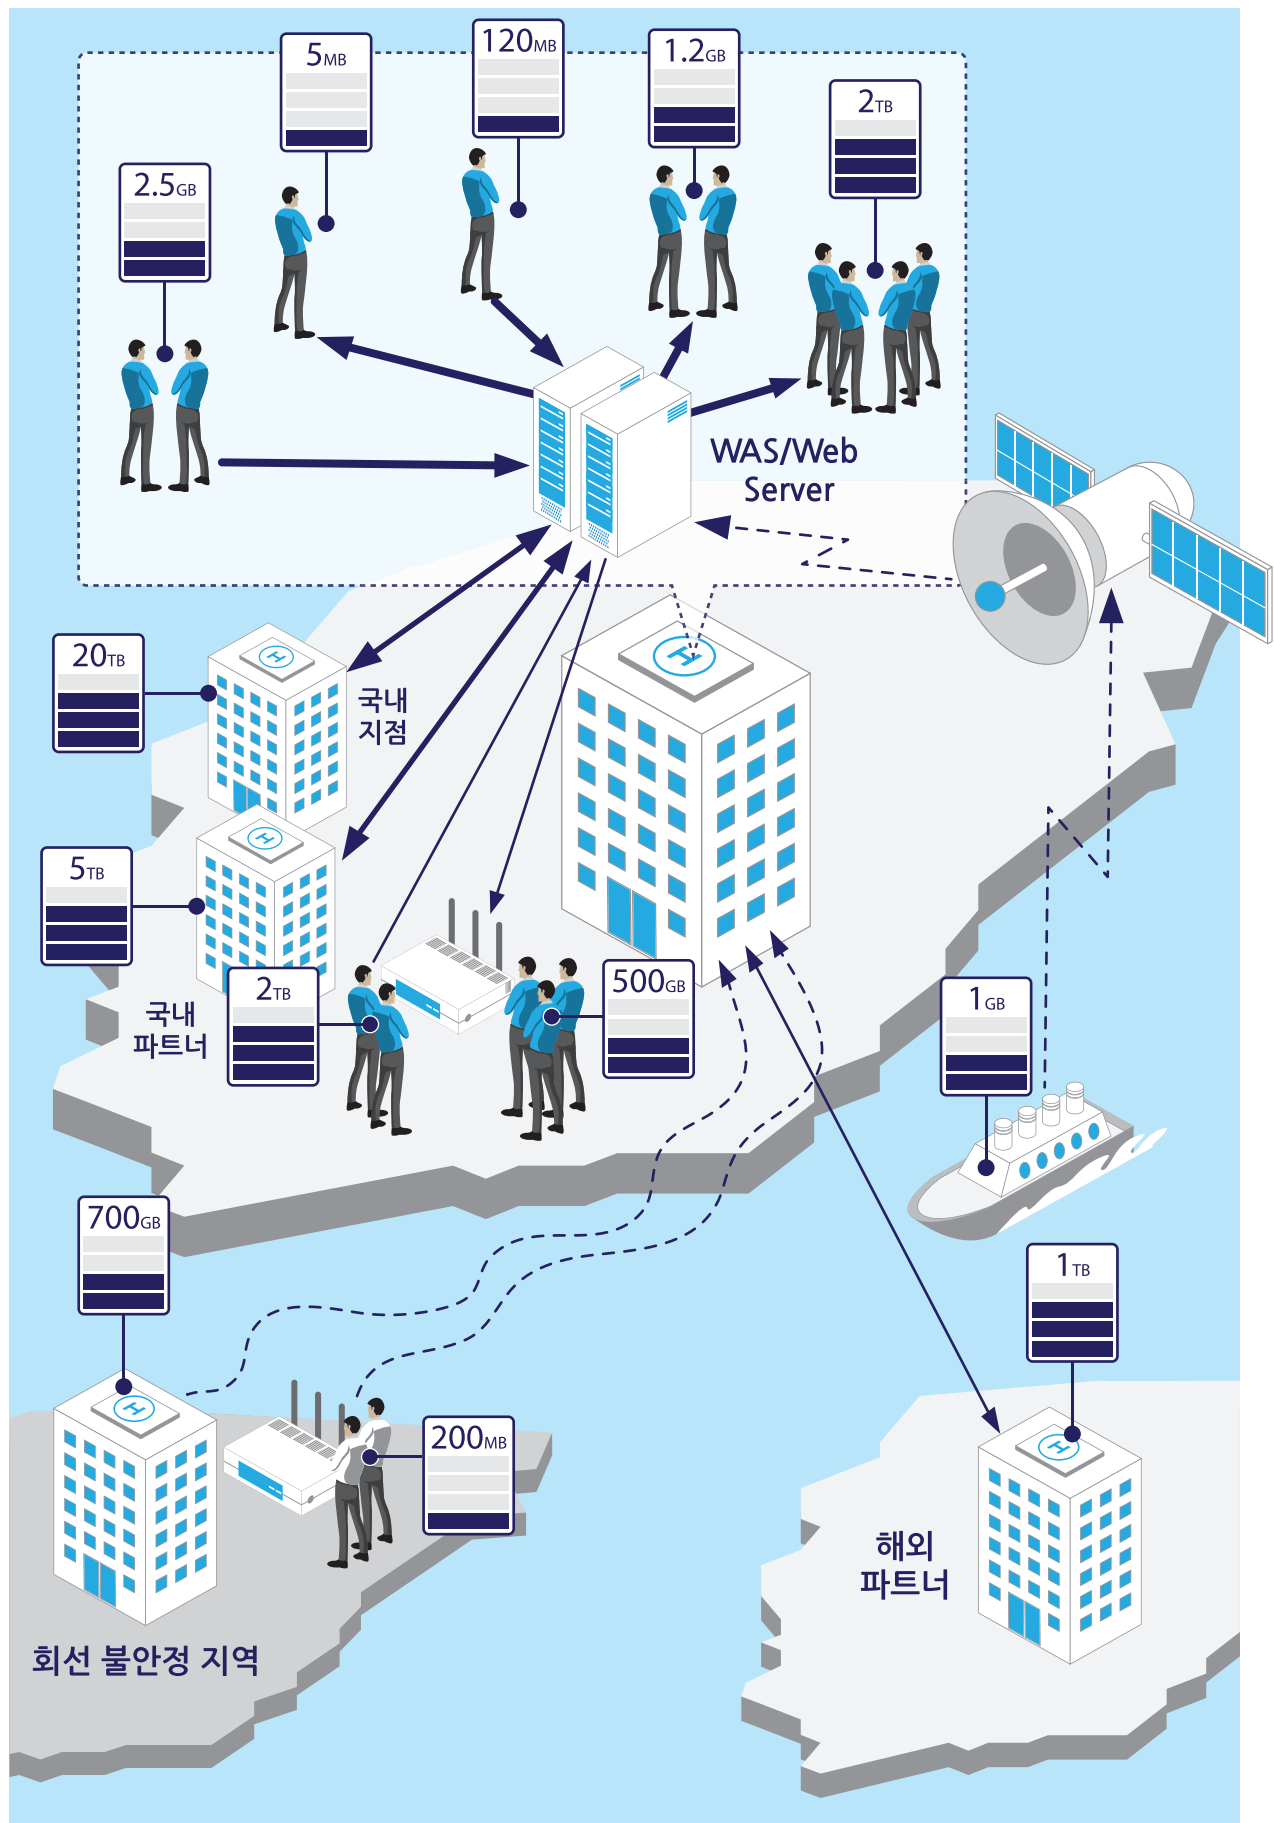 5MB
120MB
1.2GB
2TB
2.5GB
WAS/Web
Server
20TB
국내
지점
5TB
국내
파트너
2TB
500GB
1GB
700GB
1TB
200MB
해외
파트너
회선 불안정 지역
H
H
H
H
H